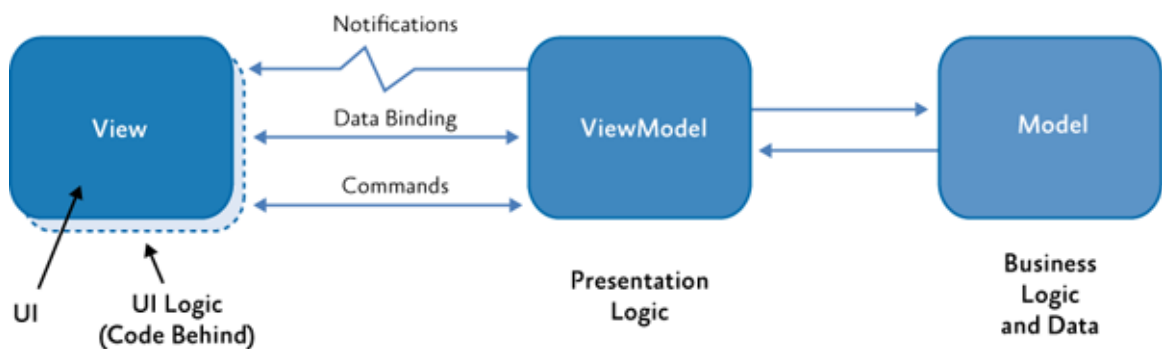 Notifications
View
Data Binding
ViewModel
Model
Commands
UI
UI Logic
(Code Behind)
Presentation
Logic
Business
Logic
and Data